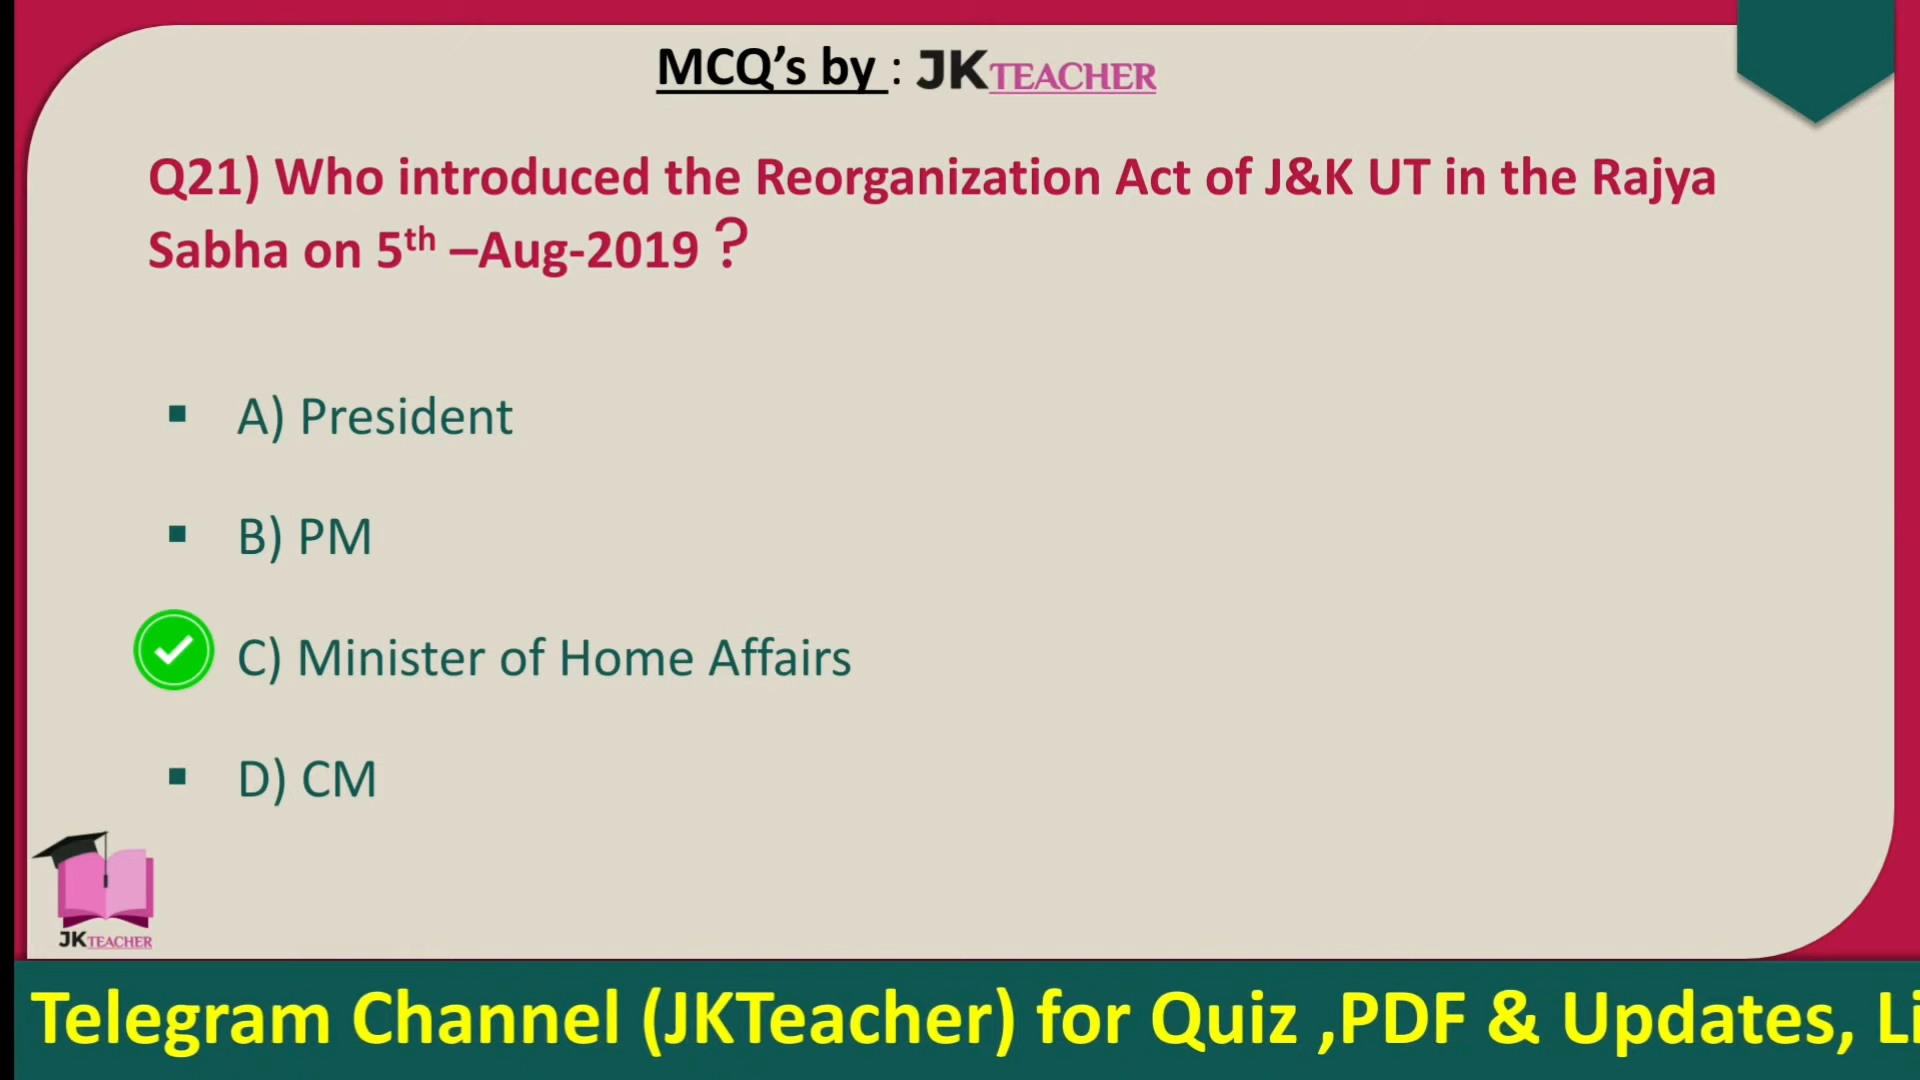 MCQ’s by : JKTEACHER
Q21) Who introduced the Reorganization Act of J&K UT in the Rajya
Sabha on 5th –Aug-2019 ?
A) President
B) PM
C) Minister of Home Affairs
D) CM
JKTEACHER
Telegram Channel (JKTeacher) for Quiz ,PDF & Updates, Li